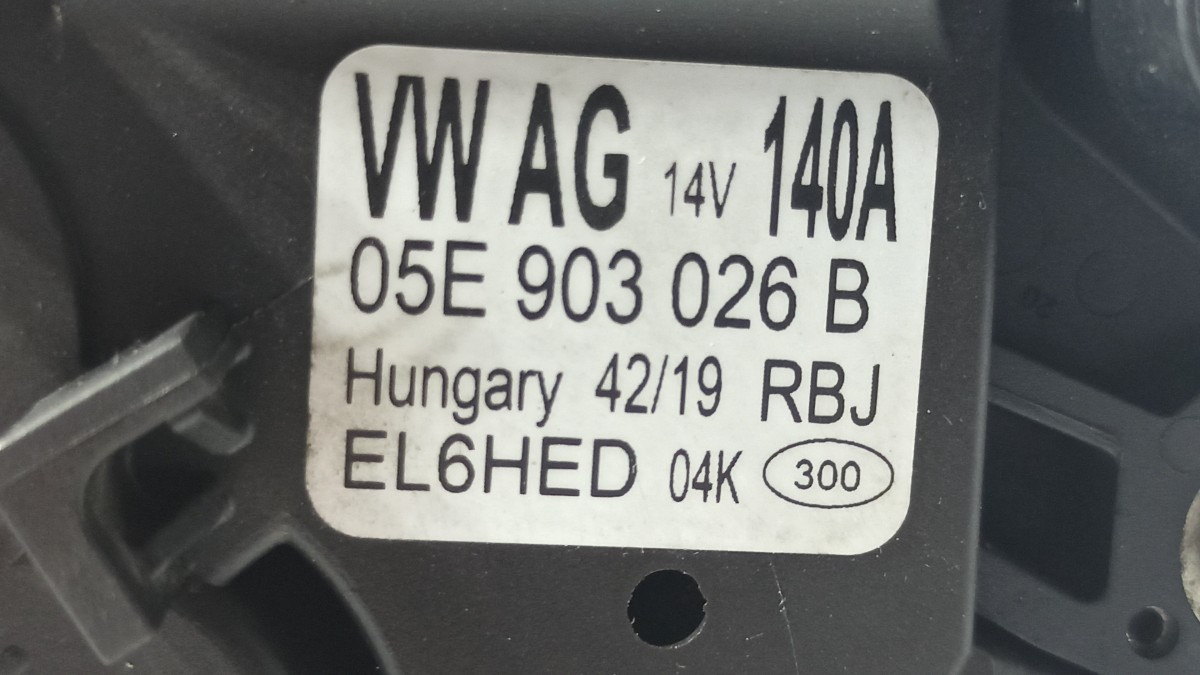 VW AG 14V 140A
05E 903 026 B
Hungary 42/19 RBJ
EL6HED 04K 300